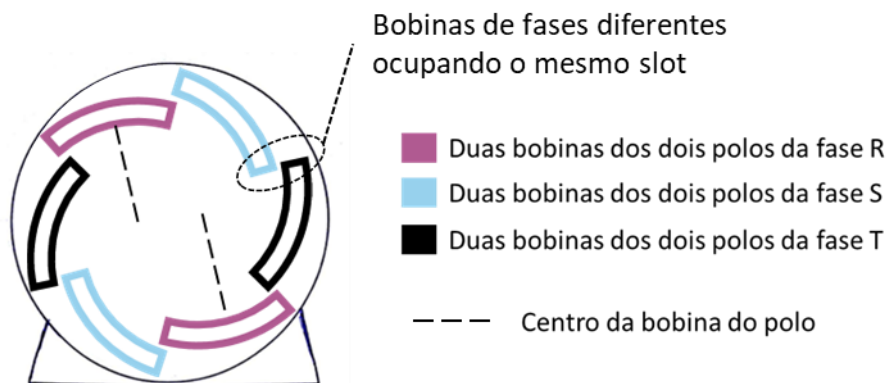 Bobinas de fases diferentes
ocupando o mesmo slot
Duas bobinas dos dois polos da fase R
Duas bobinas dos dois polos da fase S
Duas bobinas dos dois polos da fase T
Centro da bobina do polo